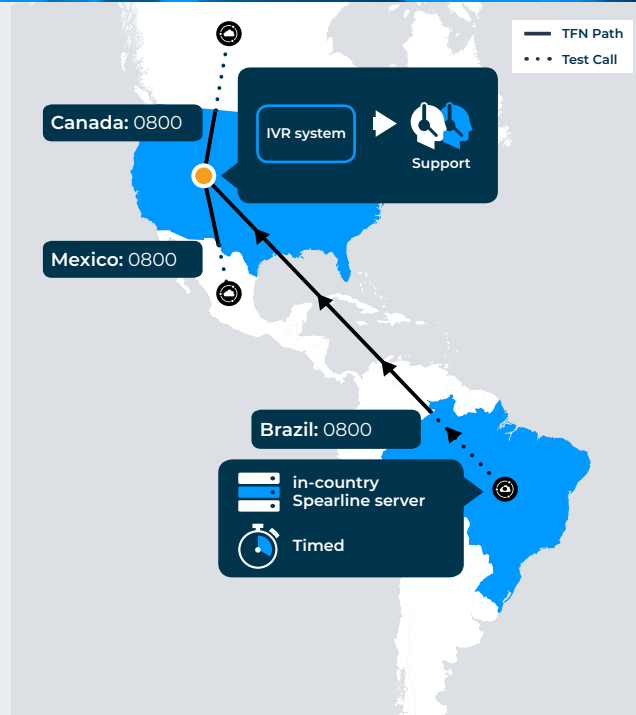 TFN Path
Test Call
Canada: 0800
IVR system
Support
Mexico: 0800
Brazil: 0800
in-country
Spearline server
Timed